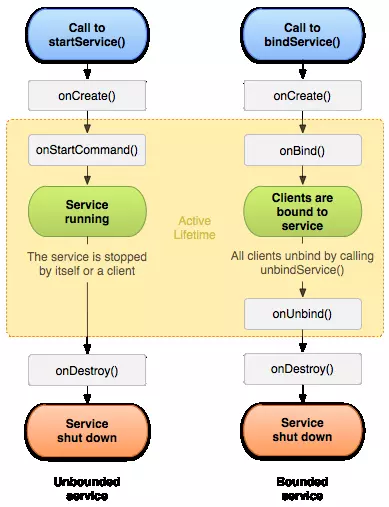 Call to
startService()
onCreate()
onStartCommand()
Service
running
The service is stopped
by itself or a client
onDestroy()
Service
shut down
Unbounded
service
Active
Lifetime
Call to
bindService()
onCreate()
onBind()
Clients are
bound to
service
All clients unbind by calling
unbindService()
onUnbind()
onDestroy()
Service
shut down
Bounded
service